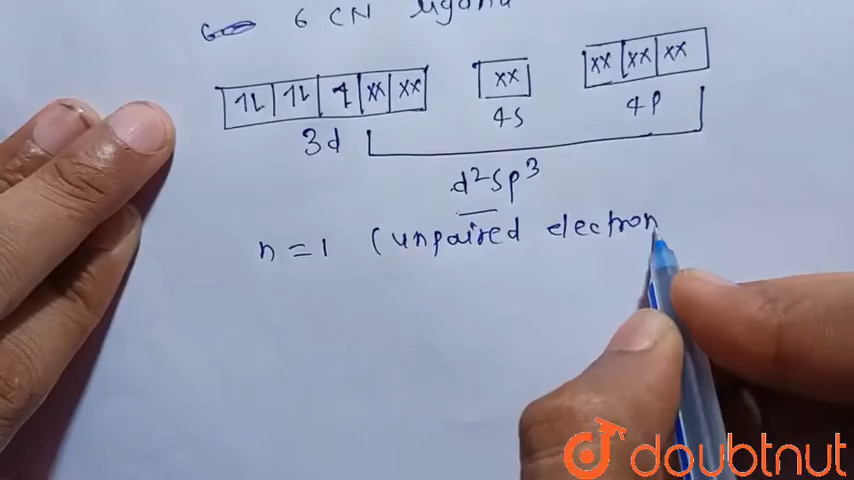 6 CN ligand
1L 1L 1 xx xx xx xx xx xx
3d 4s 4p
d²sp³
n = 1 (unpaired electron
doubtnut